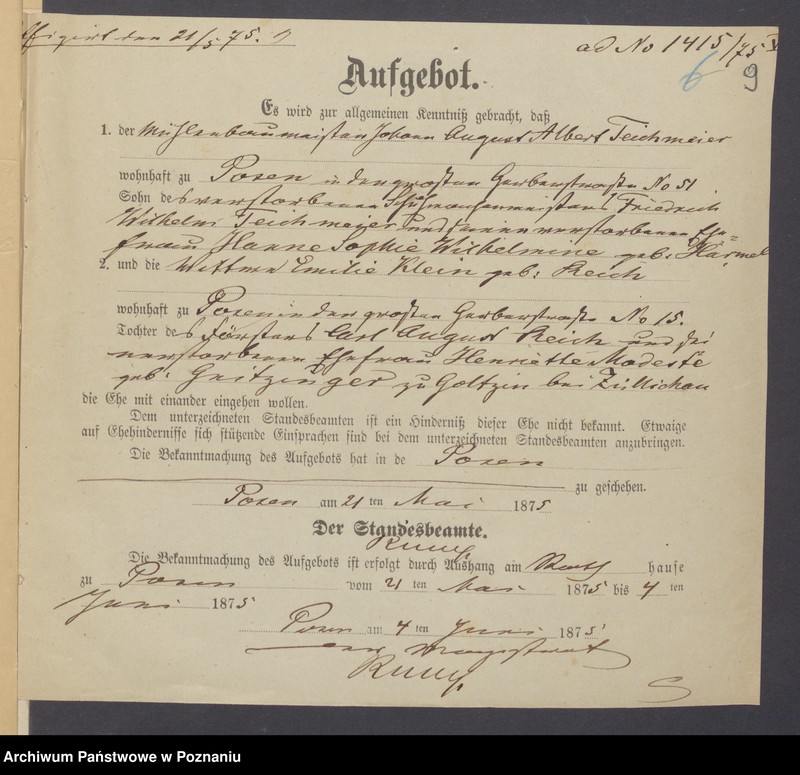 Affigirt den 21/5 75.
ad No 1415/75 V
6 9
Aufgebot.
Es wird zur allgemeinen Kenntniß gebracht, daß
1. der Mühlenbaumeister Johann August Albert Teichmeier
wohnhaft zu Posen in der großen Gerberstraße No 51
Sohn des verstorbenen Friedrich
Wilhelm Teichmeier und seiner verstorbenen Ehe=
frau Hanne Sophie Wilhelmine geb: Harmel
2. und die Wittwe Emilie Klein geb: Reich
wohnhaft zu Posen in der großen Gerberstraße No 15.
Tochter des Försters Carl August Reich und der
verstorbenen Ehefrau Henriette Modeste
geb: Geitzinger zu Goltzin bei Züllichau
die Ehe mit einander eingehen wollen.
Dem unterzeichneten Standesbeamten ist ein Hinderniß dieser Ehe nicht bekannt. Etwaige
auf Ehehindernisse sich stützende Einsprachen sind bei dem unterzeichneten Standesbeamten anzubringen.
Die Bekanntmachung des Aufgebots hat in de Posen
zu geschehen.
Posen am 21 ten Mai 1875
Der Standesbeamte.
Die Bekanntmachung des Aufgebots ist erfolgt durch Aushang am Rath hause
zu Posen vom 21 ten Mai 1875 bis 4 ten
Juni 1875
Posen am 4 ten Juni 1875
Der Magistrat
Archiwum Państwowe w Poznaniu